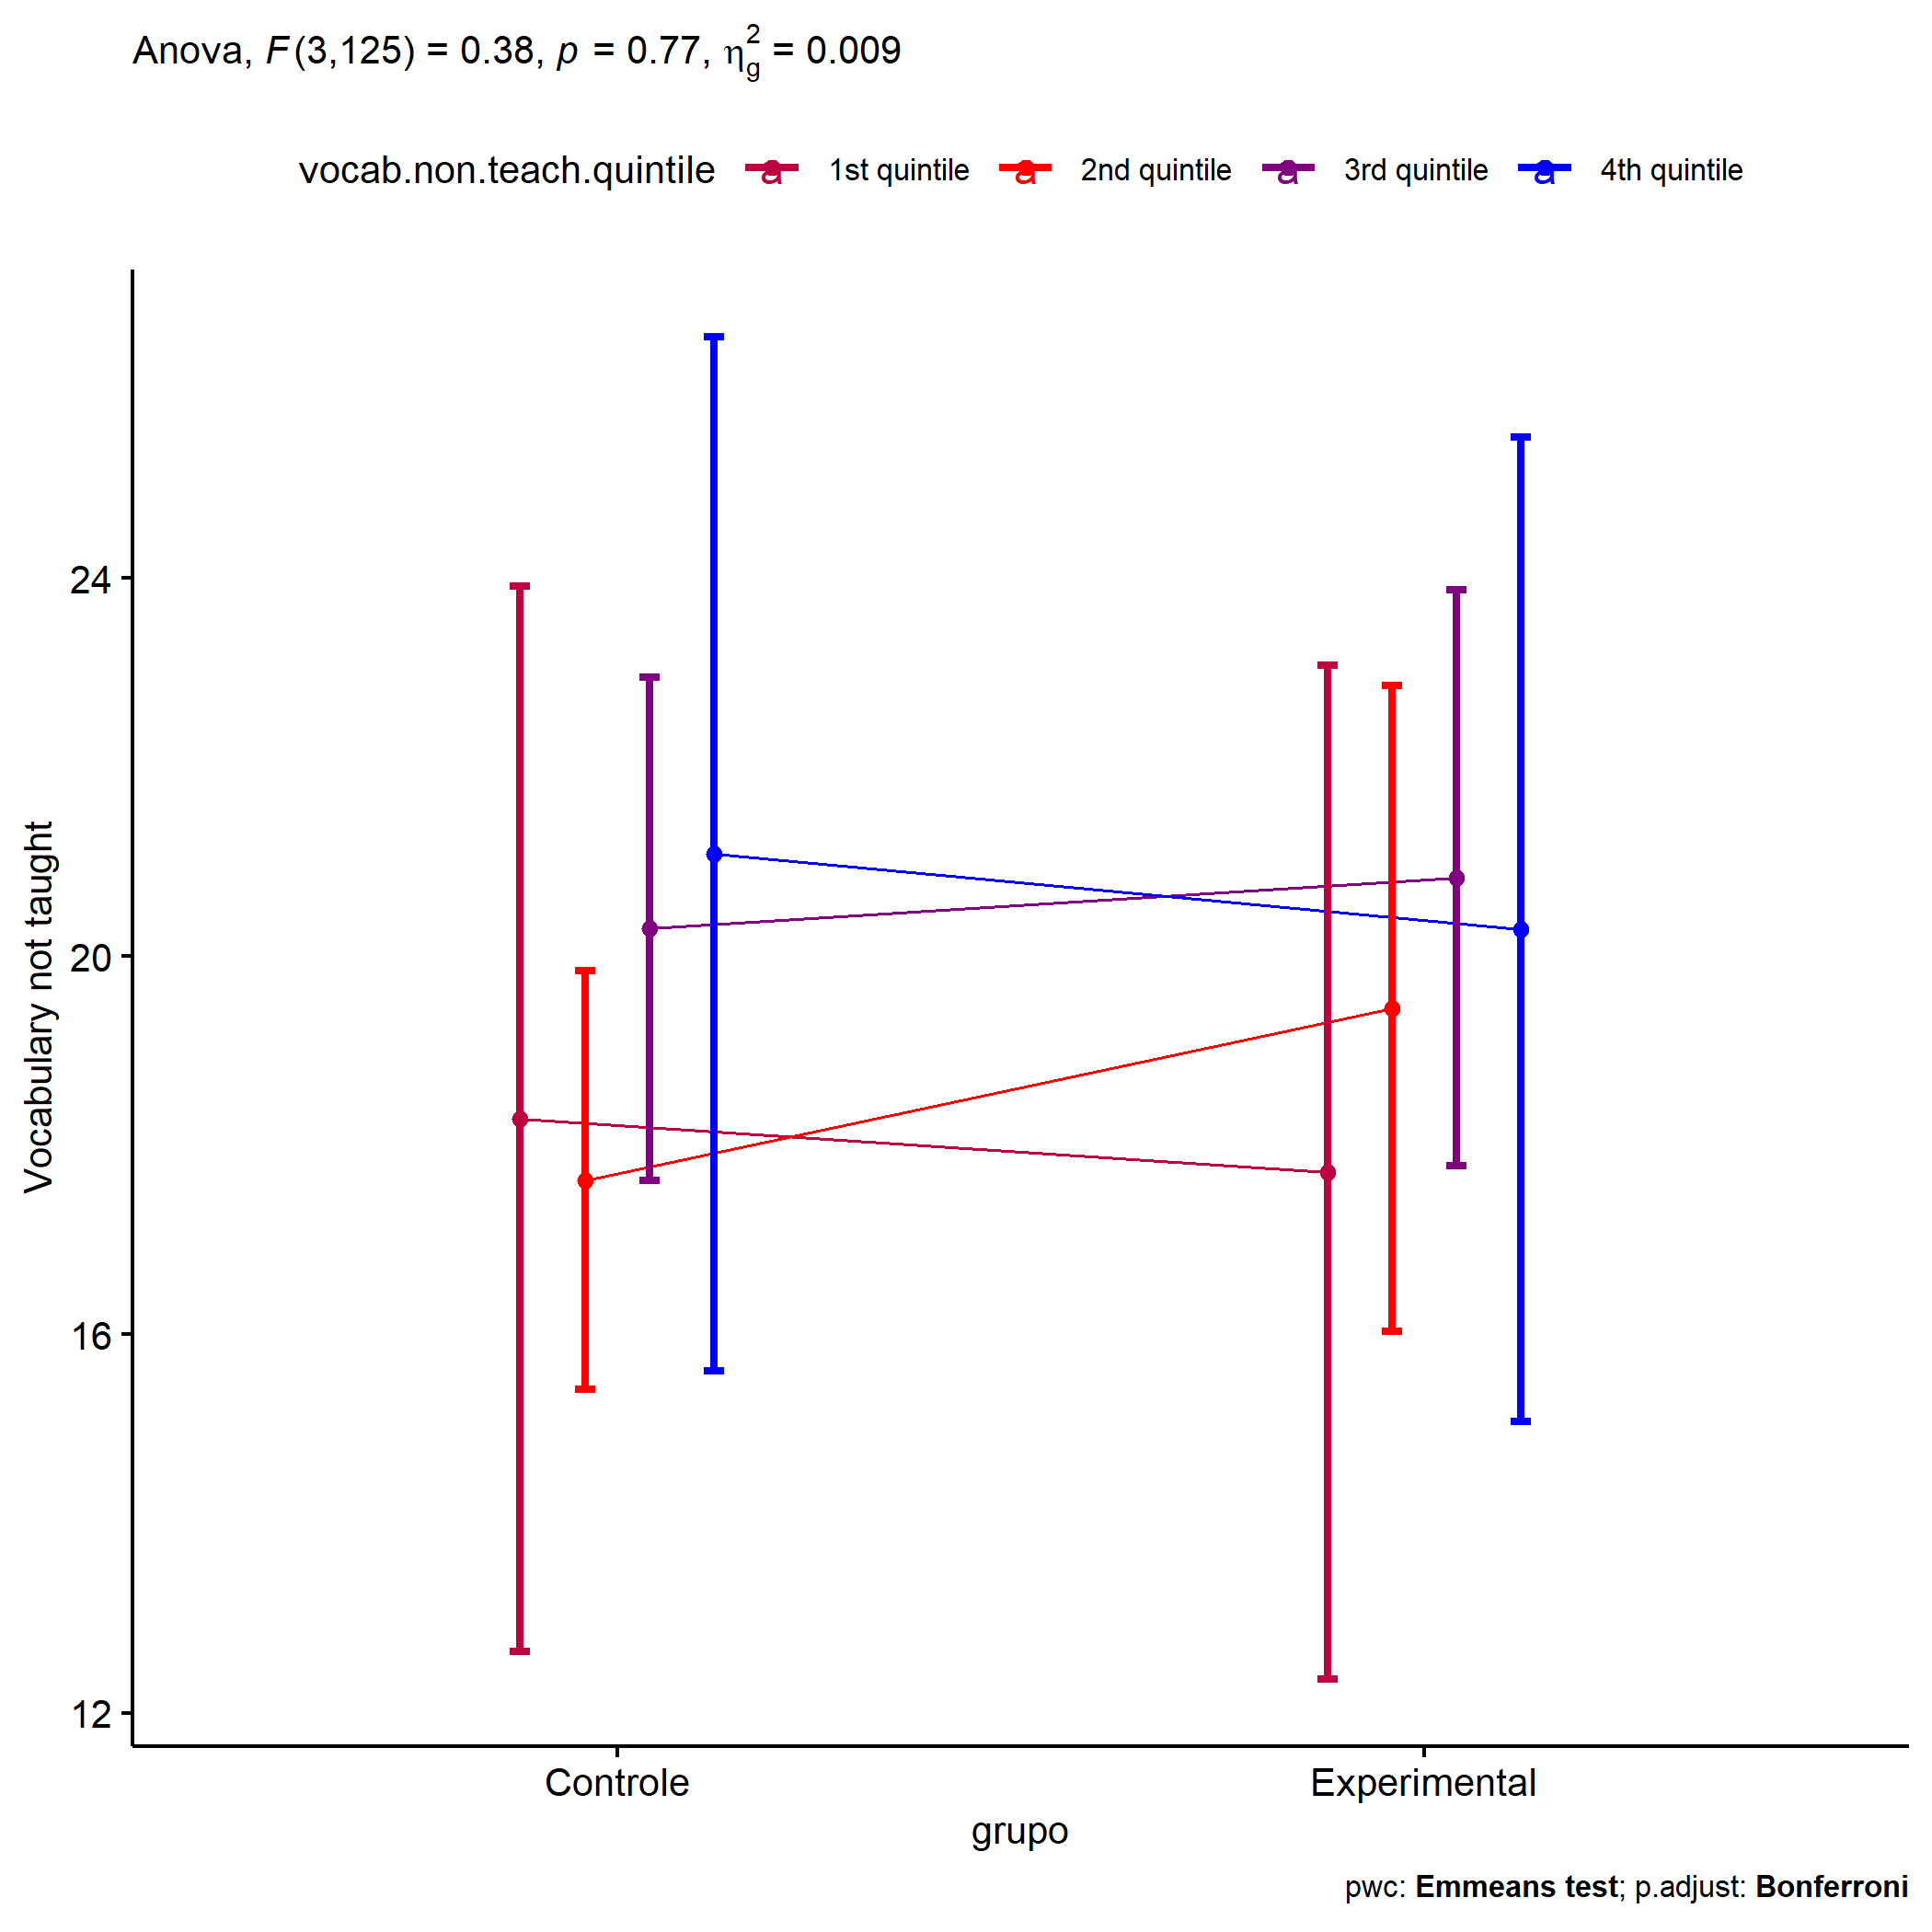 Anova, F(3,125) = 0.38, p = 0.77, η²g = 0.009
vocab.non.teach.quintile a 1st quintile a 2nd quintile a 3rd quintile a 4th quintile
Vocabulary not taught
24
20
16
12
Controle Experimental
grupo
pwc: Emmeans test; p.adjust: Bonferroni